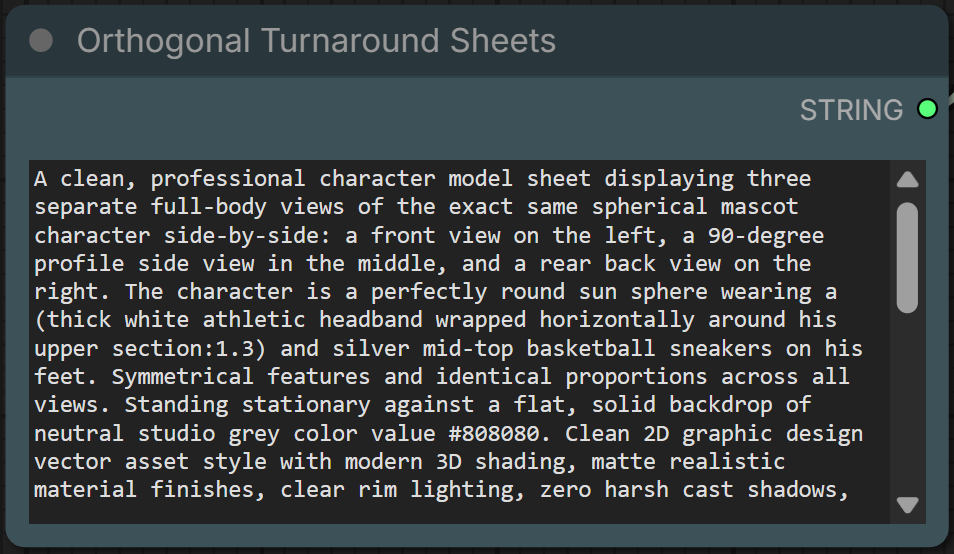 Orthogonal Turnaround Sheets
STRING
A clean, professional character model sheet displaying three
separate full-body views of the exact same spherical mascot
character side-by-side: a front view on the left, a 90-degree
profile side view in the middle, and a rear back view on the
right. The character is a perfectly round sun sphere wearing a
(thick white athletic headband wrapped horizontally around his
upper section:1.3) and silver mid-top basketball sneakers on his
feet. Symmetrical features and identical proportions across all
views. Standing stationary against a flat, solid backdrop of
neutral studio grey color value #808080. Clean 2D graphic design
vector asset style with modern 3D shading, matte realistic
material finishes, clear rim lighting, zero harsh cast shadows,